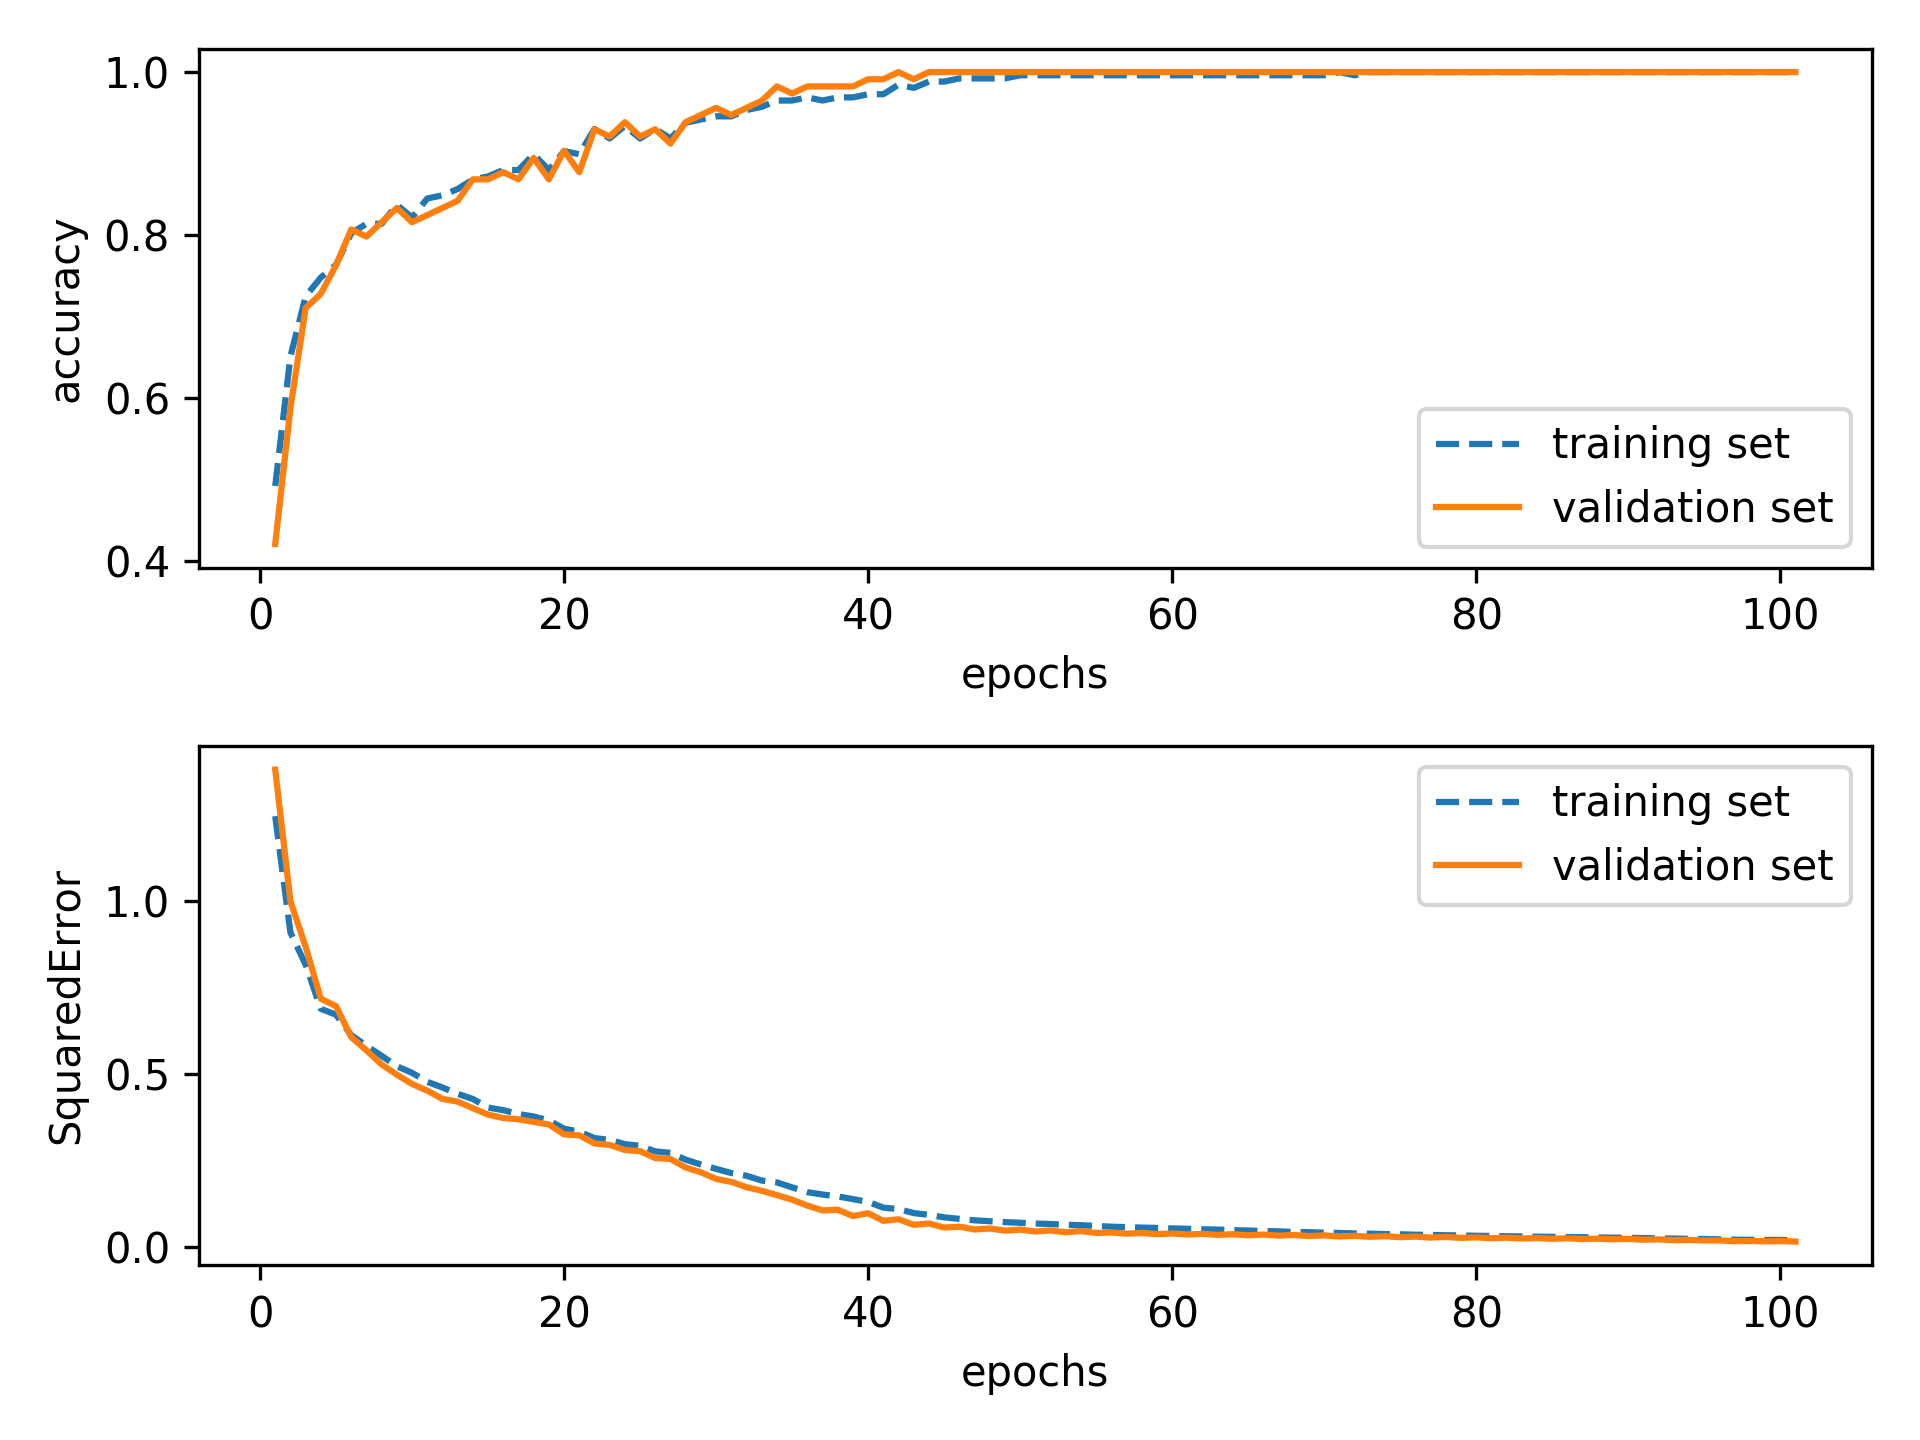 1.0
0.8
0.6
0.4
accuracy
training set
validation set
0 20 40 60 80 100
epochs
1.0
0.5
0.0
SquaredError
training set
validation set
0 20 40 60 80 100
epochs